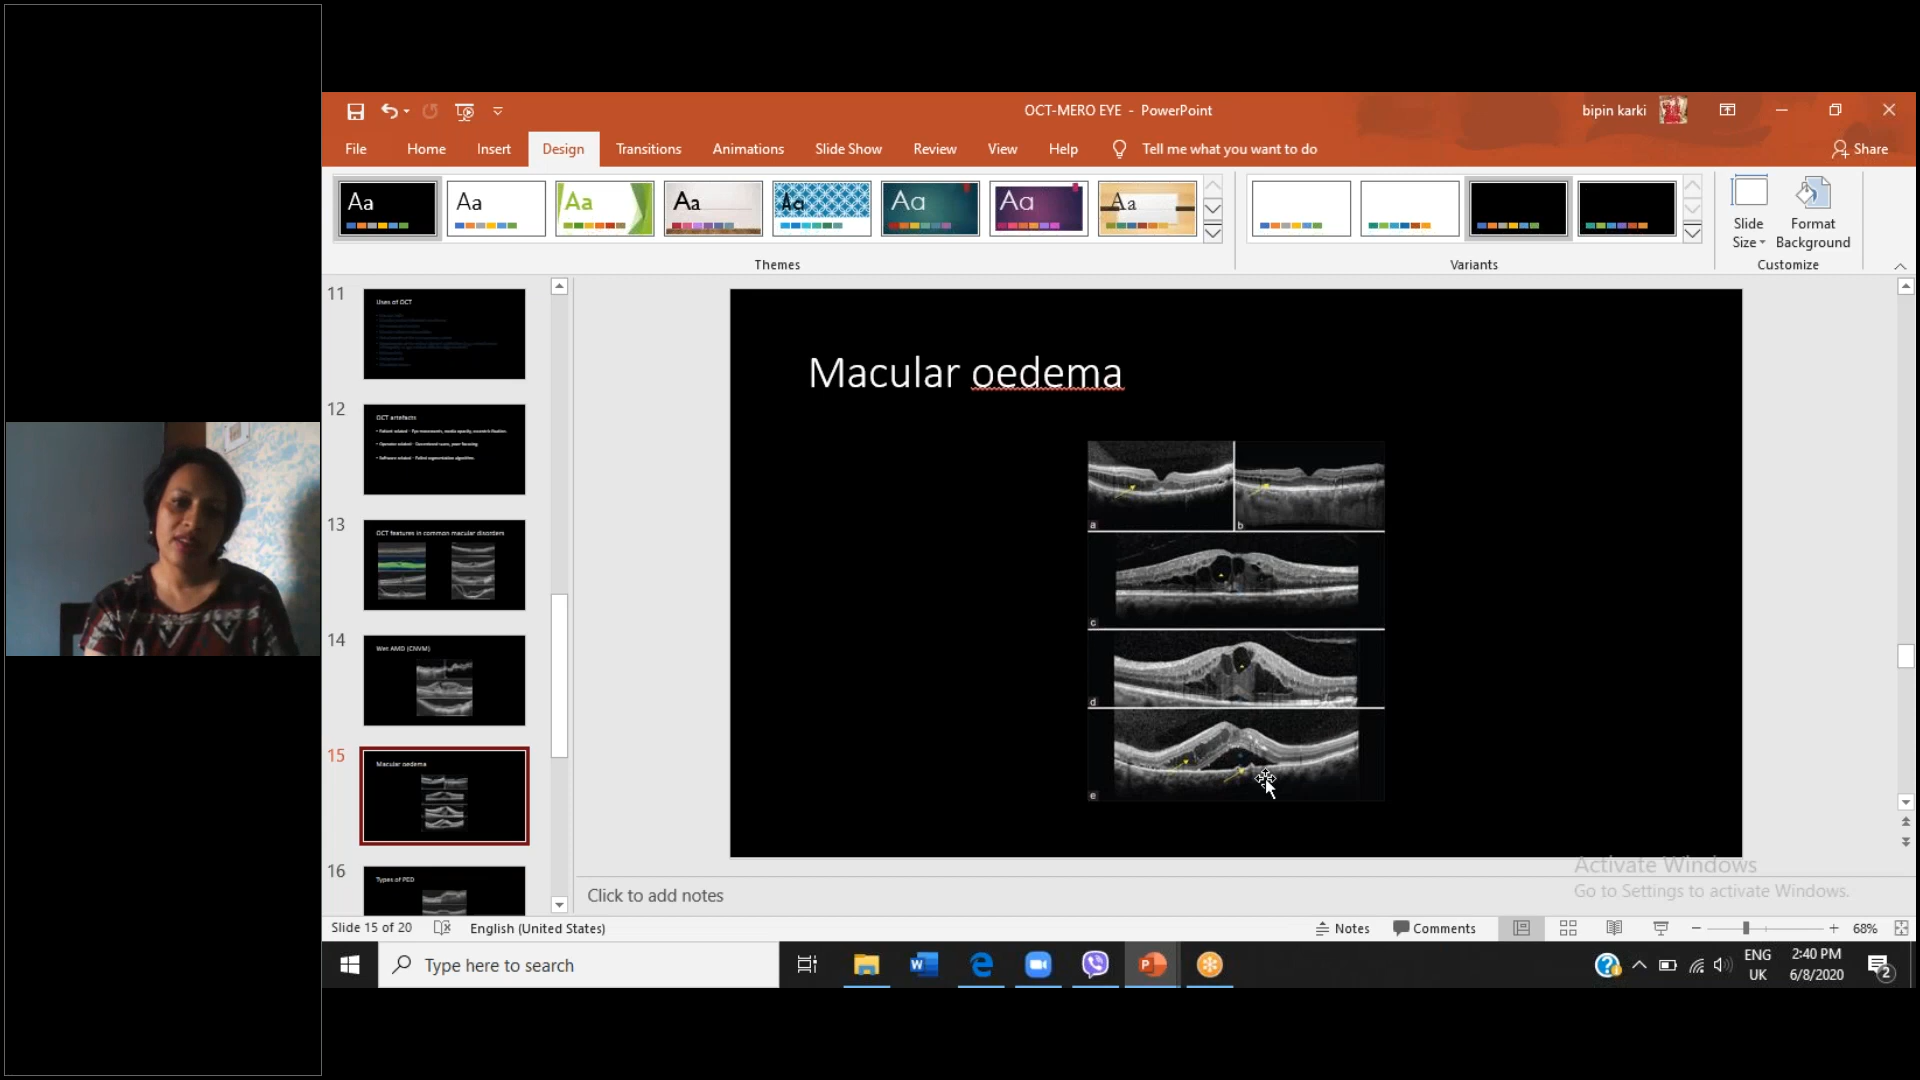 OCT-MERO EYE - PowerPoint
bipin karki
File Home Insert Design Transitions Animations Slide Show Review View Help Tell me what you want to do
Share
Aa Aa Aa Aa Aa Aa Aa Aa
Slide Size
Format Background
Themes
Variants
Customize
11
Uses of OCT
12
OCT artefacts
13
OCT features in common macular disorders
14
Wet AMD (CNVM)
15
Macular oedema
16
Types of PED
Macular oedema
a
b
c
d
e
Activate Windows
Go to Settings to activate Windows.
Click to add notes
Slide 15 of 20
English (United States)
Notes
Comments
68%
Type here to search
ENG
UK
2:40 PM
6/8/2020
2